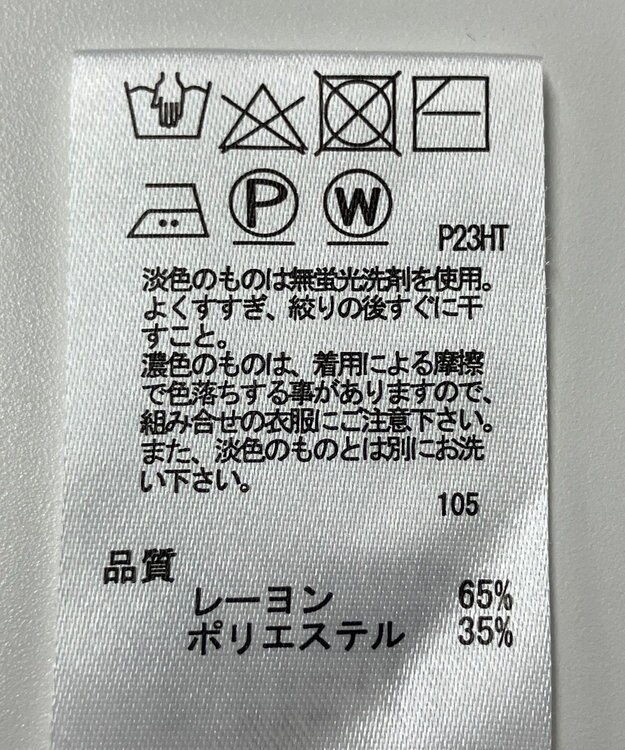 P W P23HT
淡色のものは無蛍光洗剤を使用。
よくすすぎ、絞りの後すぐに干
すこと。
濃色のものは、着用による摩擦
で色落ちする事がありますので、
組み合せの衣服にご注意下さい。
また、淡色のものとは別にお洗
い下さい。
105
品質
レーヨン 65%
ポリエステル 35%